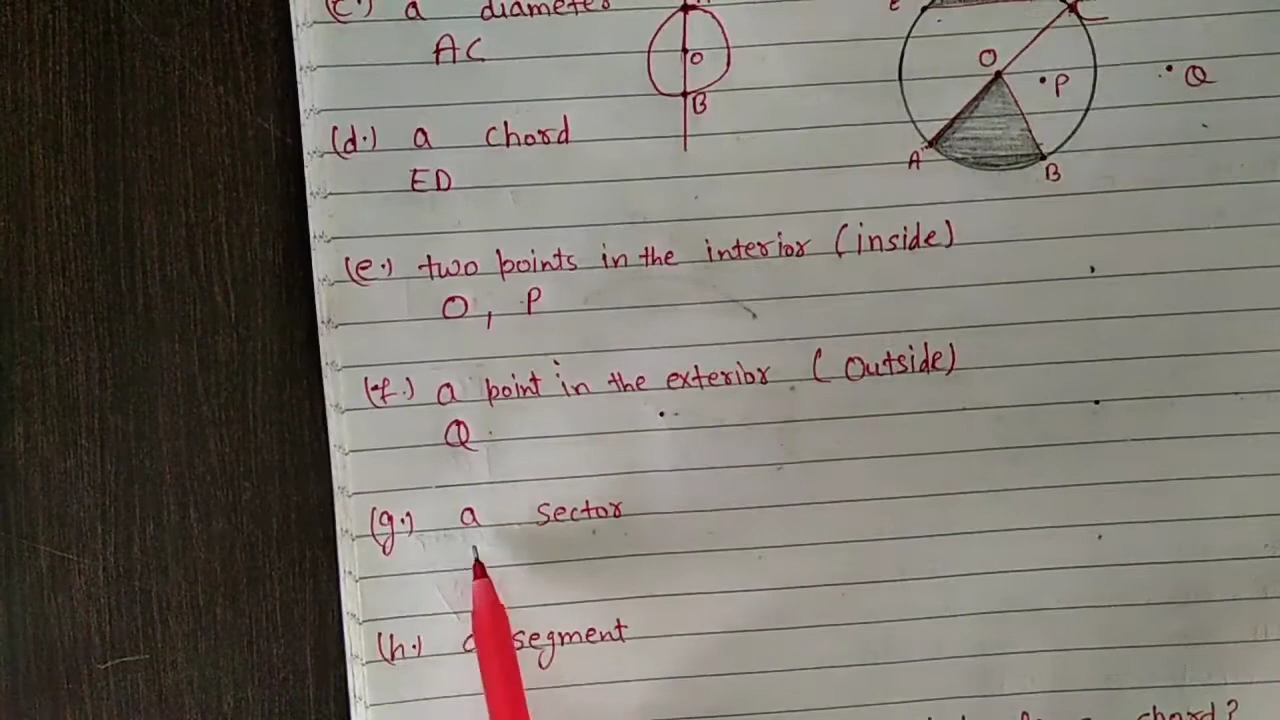 (c.) a diameter
AC
O
B
O
P
Q
A
B
(d.) a chord
ED
(e.) two points in the interior (inside)
O, P
(f.) a point in the exterior (outside)
Q
(g.) a sector
(h.) a segment
chord?